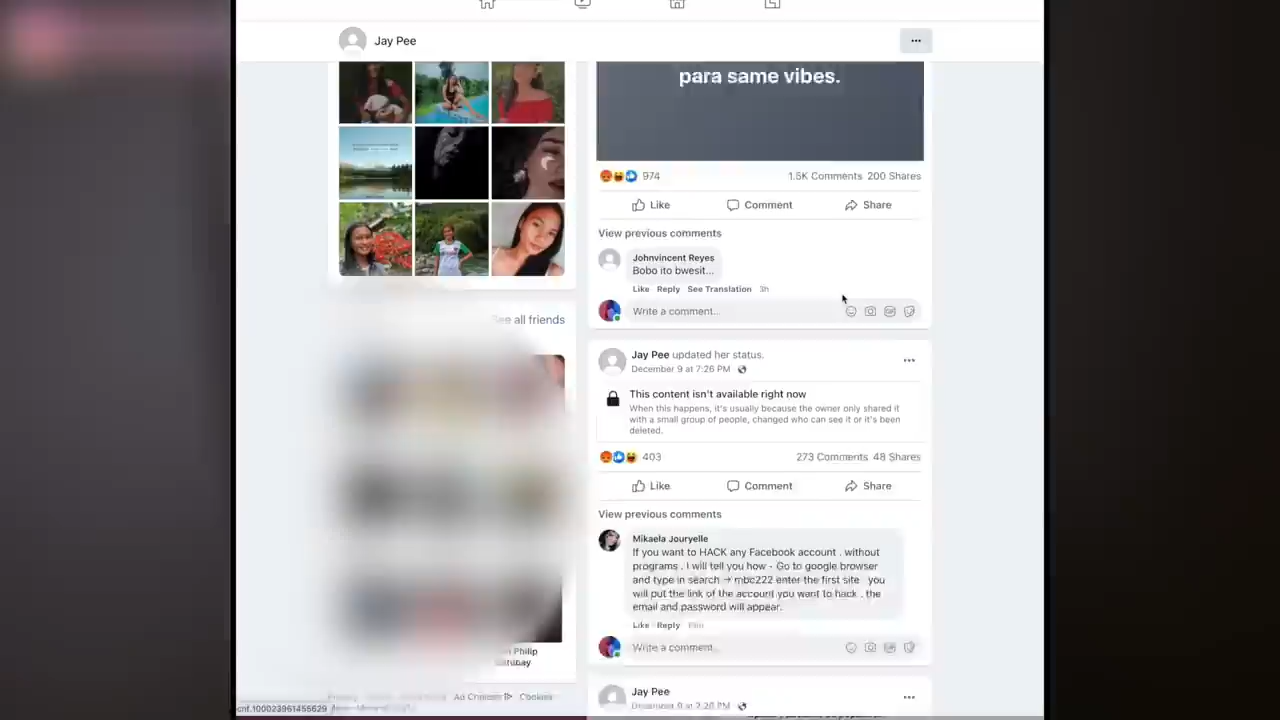 Jay Pee
para same vibes.
974
1.5K Comments 200 Shares
Like
Comment
Share
View previous comments
Johnvincent Reyes
Bobo ito bwesit...
Like Reply See Translation 3h
Write a comment...
See all friends
Jay Pee updated her status.
December 9 at 7:26 PM
This content isn't available right now
When this happens, it's usually because the owner only shared it
with a small group of people, changed who can see it or it's been
deleted.
403
273 Comments 48 Shares
Like
Comment
Share
View previous comments
Mikaela Jouryelle
If you want to HACK any Facebook account . without
programs . I will tell you how - Go to google browser
and type in search → mbc222 enter the first site you
will put the link of the account you want to hack . the
email and password will appear.
Like Reply
Write a comment...
Philip
Jay Pee
December 9 at 2:26 PM
Ad Choices
Cookies